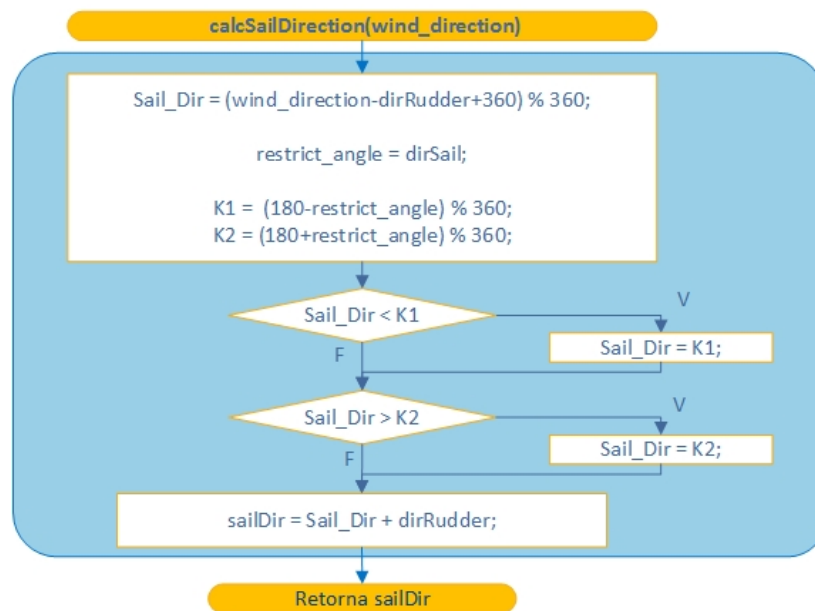 calcSailDirection(wind_direction)
Sail_Dir = (wind_direction-dirRudder+360) % 360;
restrict_angle = dirSail;
K1 = (180-restrict_angle) % 360;
K2 = (180+restrict_angle) % 360;
Sail_Dir < K1
V
F
Sail_Dir = K1;
Sail_Dir > K2
V
F
Sail_Dir = K2;
sailDir = Sail_Dir + dirRudder;
Retorna sailDir